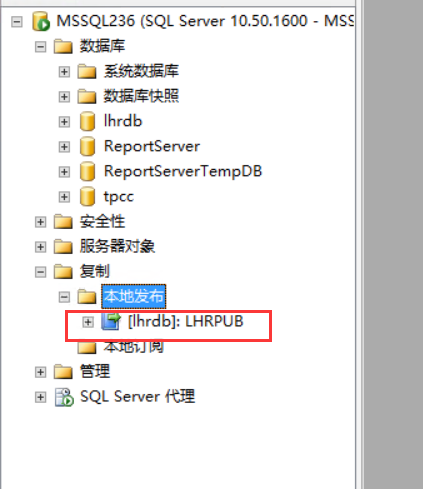 MSSQL236 (SQL Server 10.50.1600 - MSS
数据库
系统数据库
数据库快照
lhrdb
ReportServer
ReportServerTempDB
tpcc
安全性
服务器对象
复制
本地发布
[lhrdb]: LHRPUB
本地订阅
管理
SQL Server 代理